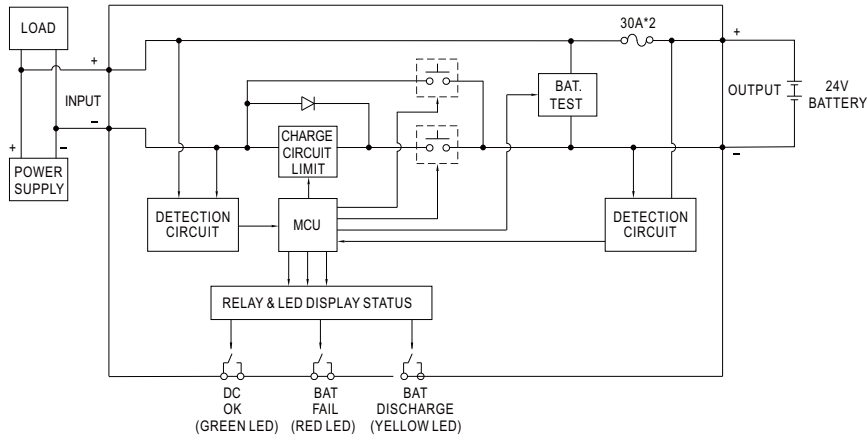 LOAD
30A*2
+
+
+
INPUT
BAT.
TEST
OUTPUT
24V
BATTERY
−
CHARGE
CIRCUIT
LIMIT
+
−
−
POWER
SUPPLY
DETECTION
CIRCUIT
MCU
DETECTION
CIRCUIT
RELAY & LED DISPLAY STATUS
DC
OK
(GREEN LED)
BAT
FAIL
(RED LED)
BAT
DISCHARGE
(YELLOW LED)